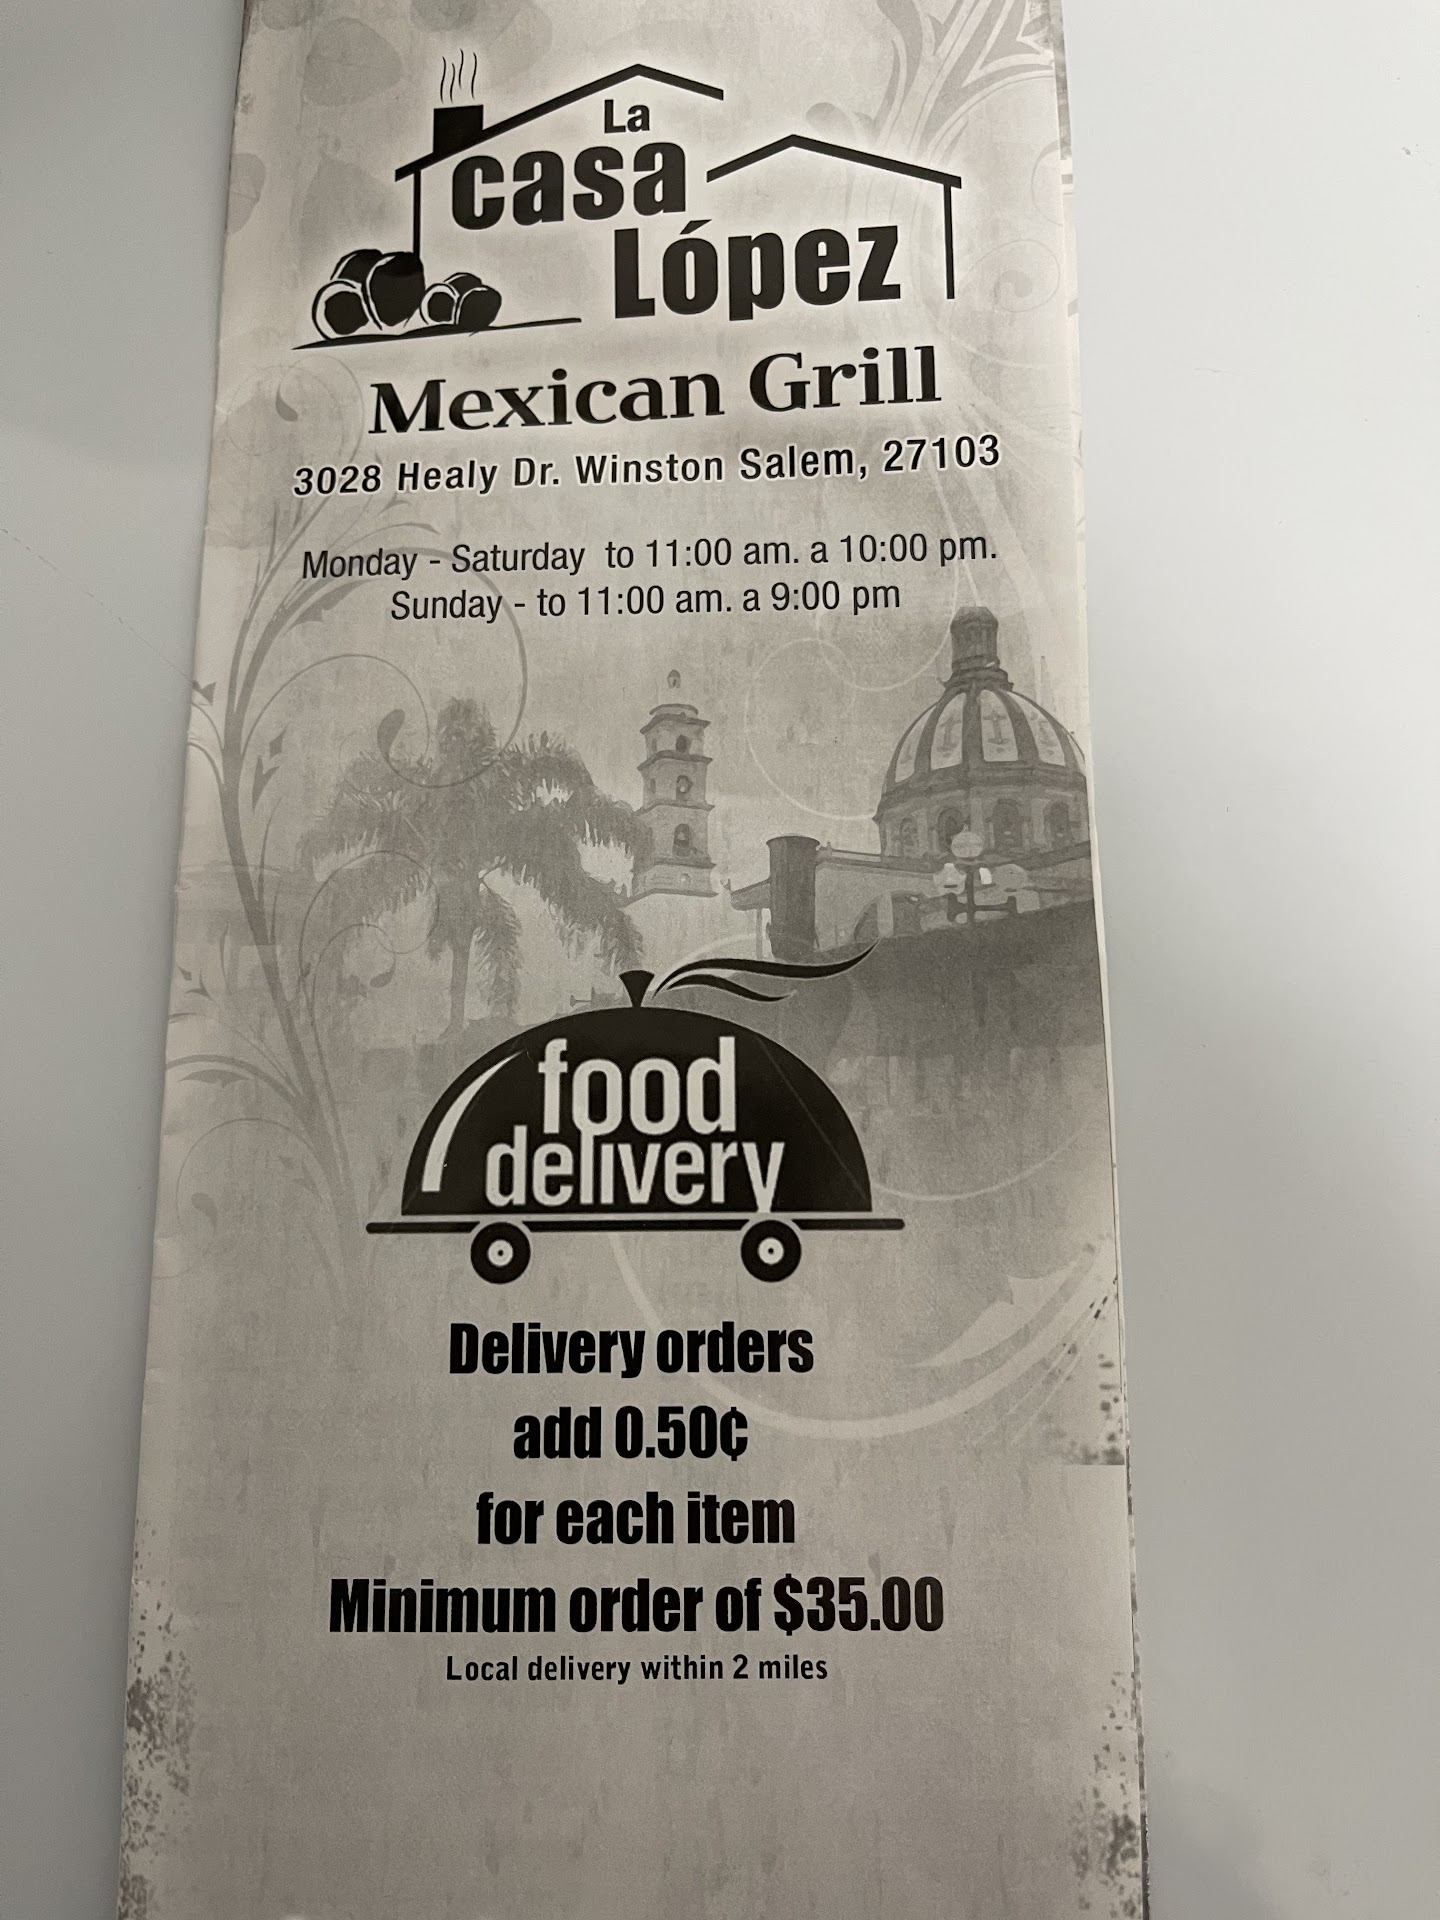 La
casa
López
Mexican Grill
3028 Healy Dr. Winston Salem, 27103
Monday - Saturday to 11:00 am. a 10:00 pm.
Sunday - to 11:00 am. a 9:00 pm
food
delivery
Delivery orders
add 0.50¢
for each item
Minimum order of $35.00
Local delivery within 2 miles